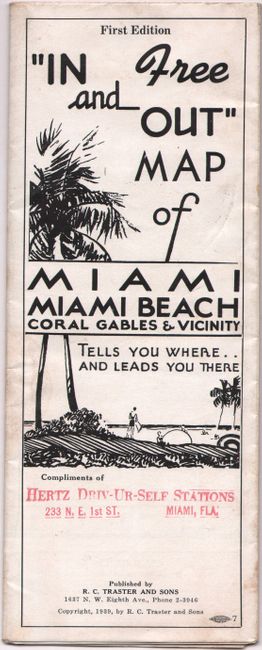 First Edition
"IN Free
and
OUT"
MAP
of
MIAMI
MIAMI BEACH
CORAL GABLES & VICINITY
TELLS YOU WHERE..
AND LEADS YOU THERE
Compliments of
HERTZ DRIV-UR-SELF STATIONS
233 N. E. 1st ST. MIAMI, FLA.
Published by
R. C. TRASTER AND SONS
1637 N. W. Eighth Ave., Phone 2-3946
Copyright, 1939, by R. C. Traster and Sons
7